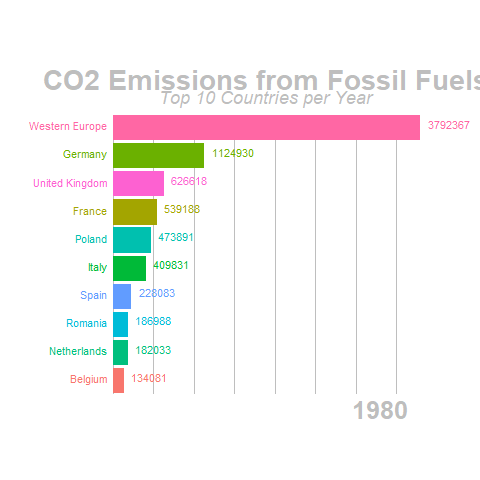 CO2 Emissions from Fossil Fuels
Top 10 Countries per Year
Western Europe 3792367
Germany 1124930
United Kingdom 626618
France 539188
Poland 473891
Italy 409831
Spain 228083
Romania 186988
Netherlands 182033
Belgium 134081
1980